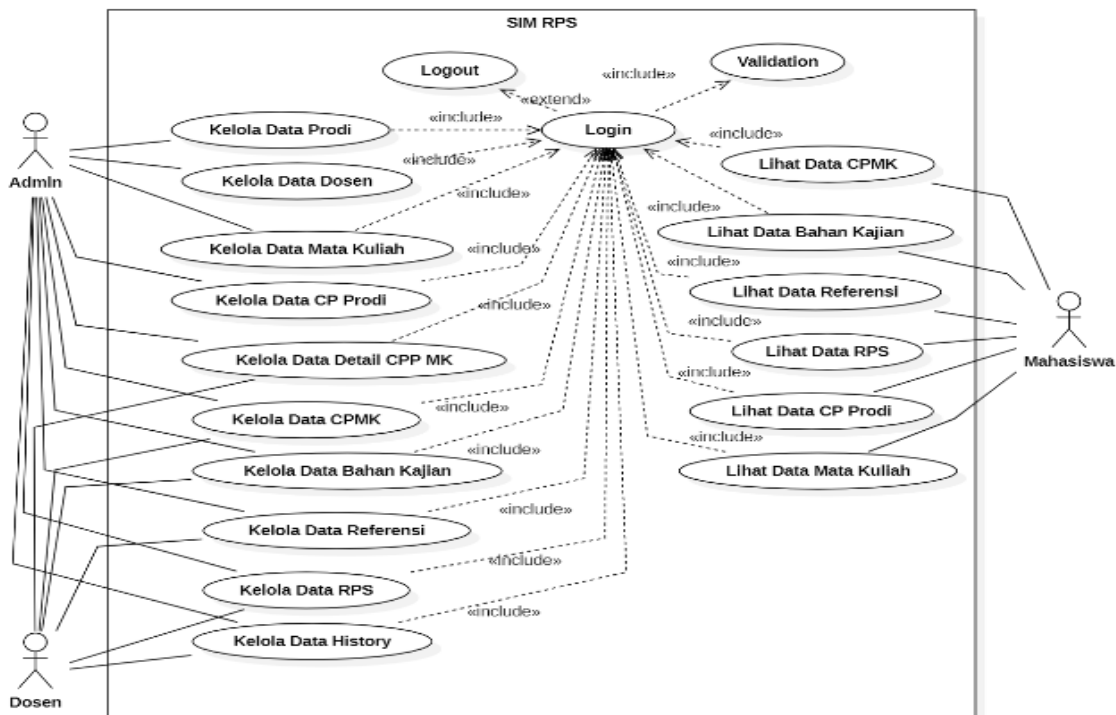 SIM RPS
Logout
Validation
«include»
«extend»
Kelola Data Prodi
«include»
Login
«include»
Lihat Data CPMK
Admin
Kelola Data Dosen
«include»
«include»
«include»
Lihat Data Bahan Kajian
Kelola Data Mata Kuliah
«include»
«include»
Kelola Data CP Prodi
Lihat Data Referensi
«include»
«include»
Lihat Data RPS
Mahasiswa
Kelola Data Detail CPP MK
«include»
Kelola Data CPMK
«include»
Lihat Data CP Prodi
«include»
«include»
Kelola Data Bahan Kajian
Lihat Data Mata Kuliah
«include»
Kelola Data Referensi
«include»
Kelola Data RPS
«include»
Kelola Data History
Dosen